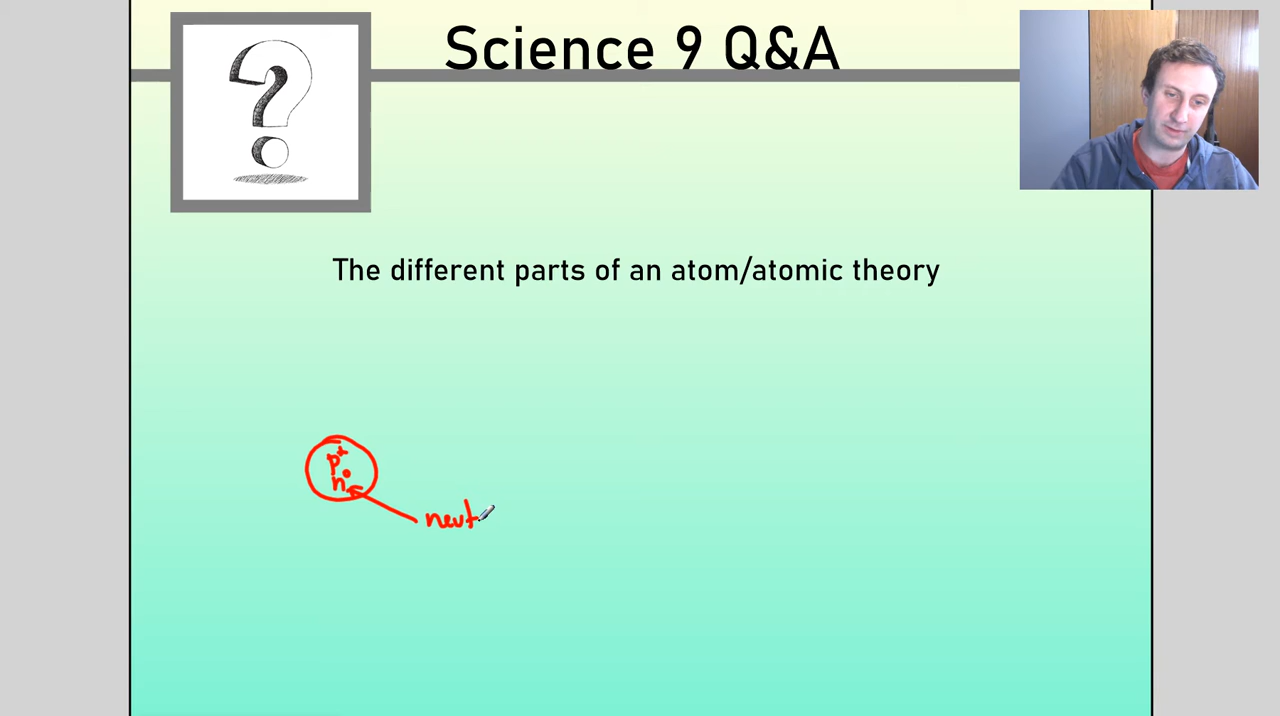 Science 9 Q&A
The different parts of an atom/atomic theory
p+
n°
neut